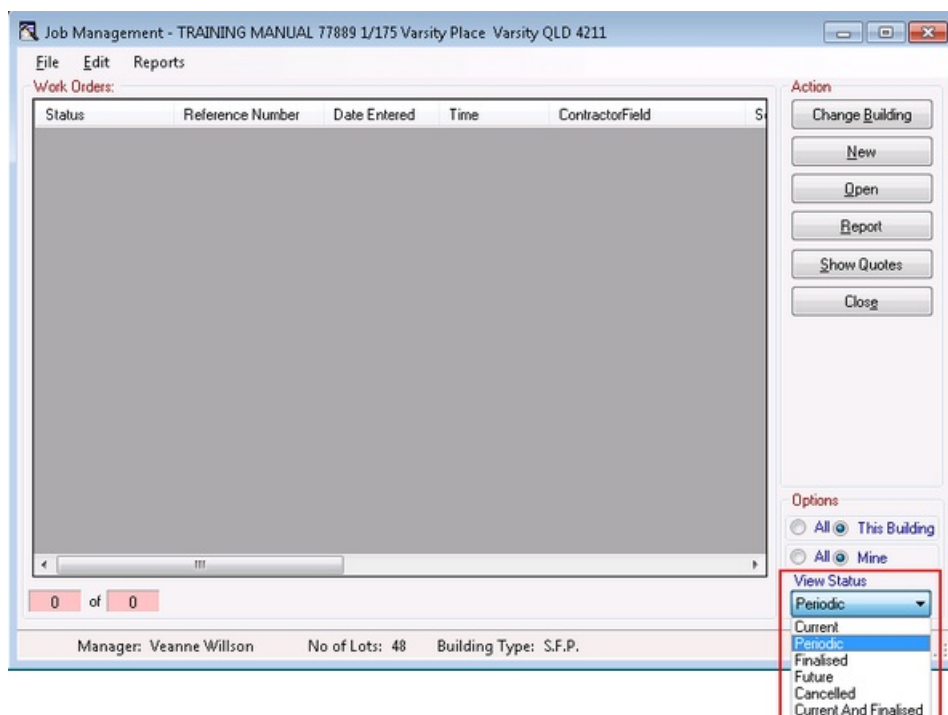 Job Management - TRAINING MANUAL 77889 1/175 Varsity Place Varsity QLD 4211
File Edit Reports
Work Orders:
Status Reference Number Date Entered Time ContractorField
Action
Change Building
New
Open
Report
Show Quotes
Close
Options
All This Building
All Mine
View Status
Periodic
Current
Periodic
Finalised
Future
Cancelled
Current And Finalised
0 of 0
Manager: Veanne Willson No of Lots: 48 Building Type: S.F.P.